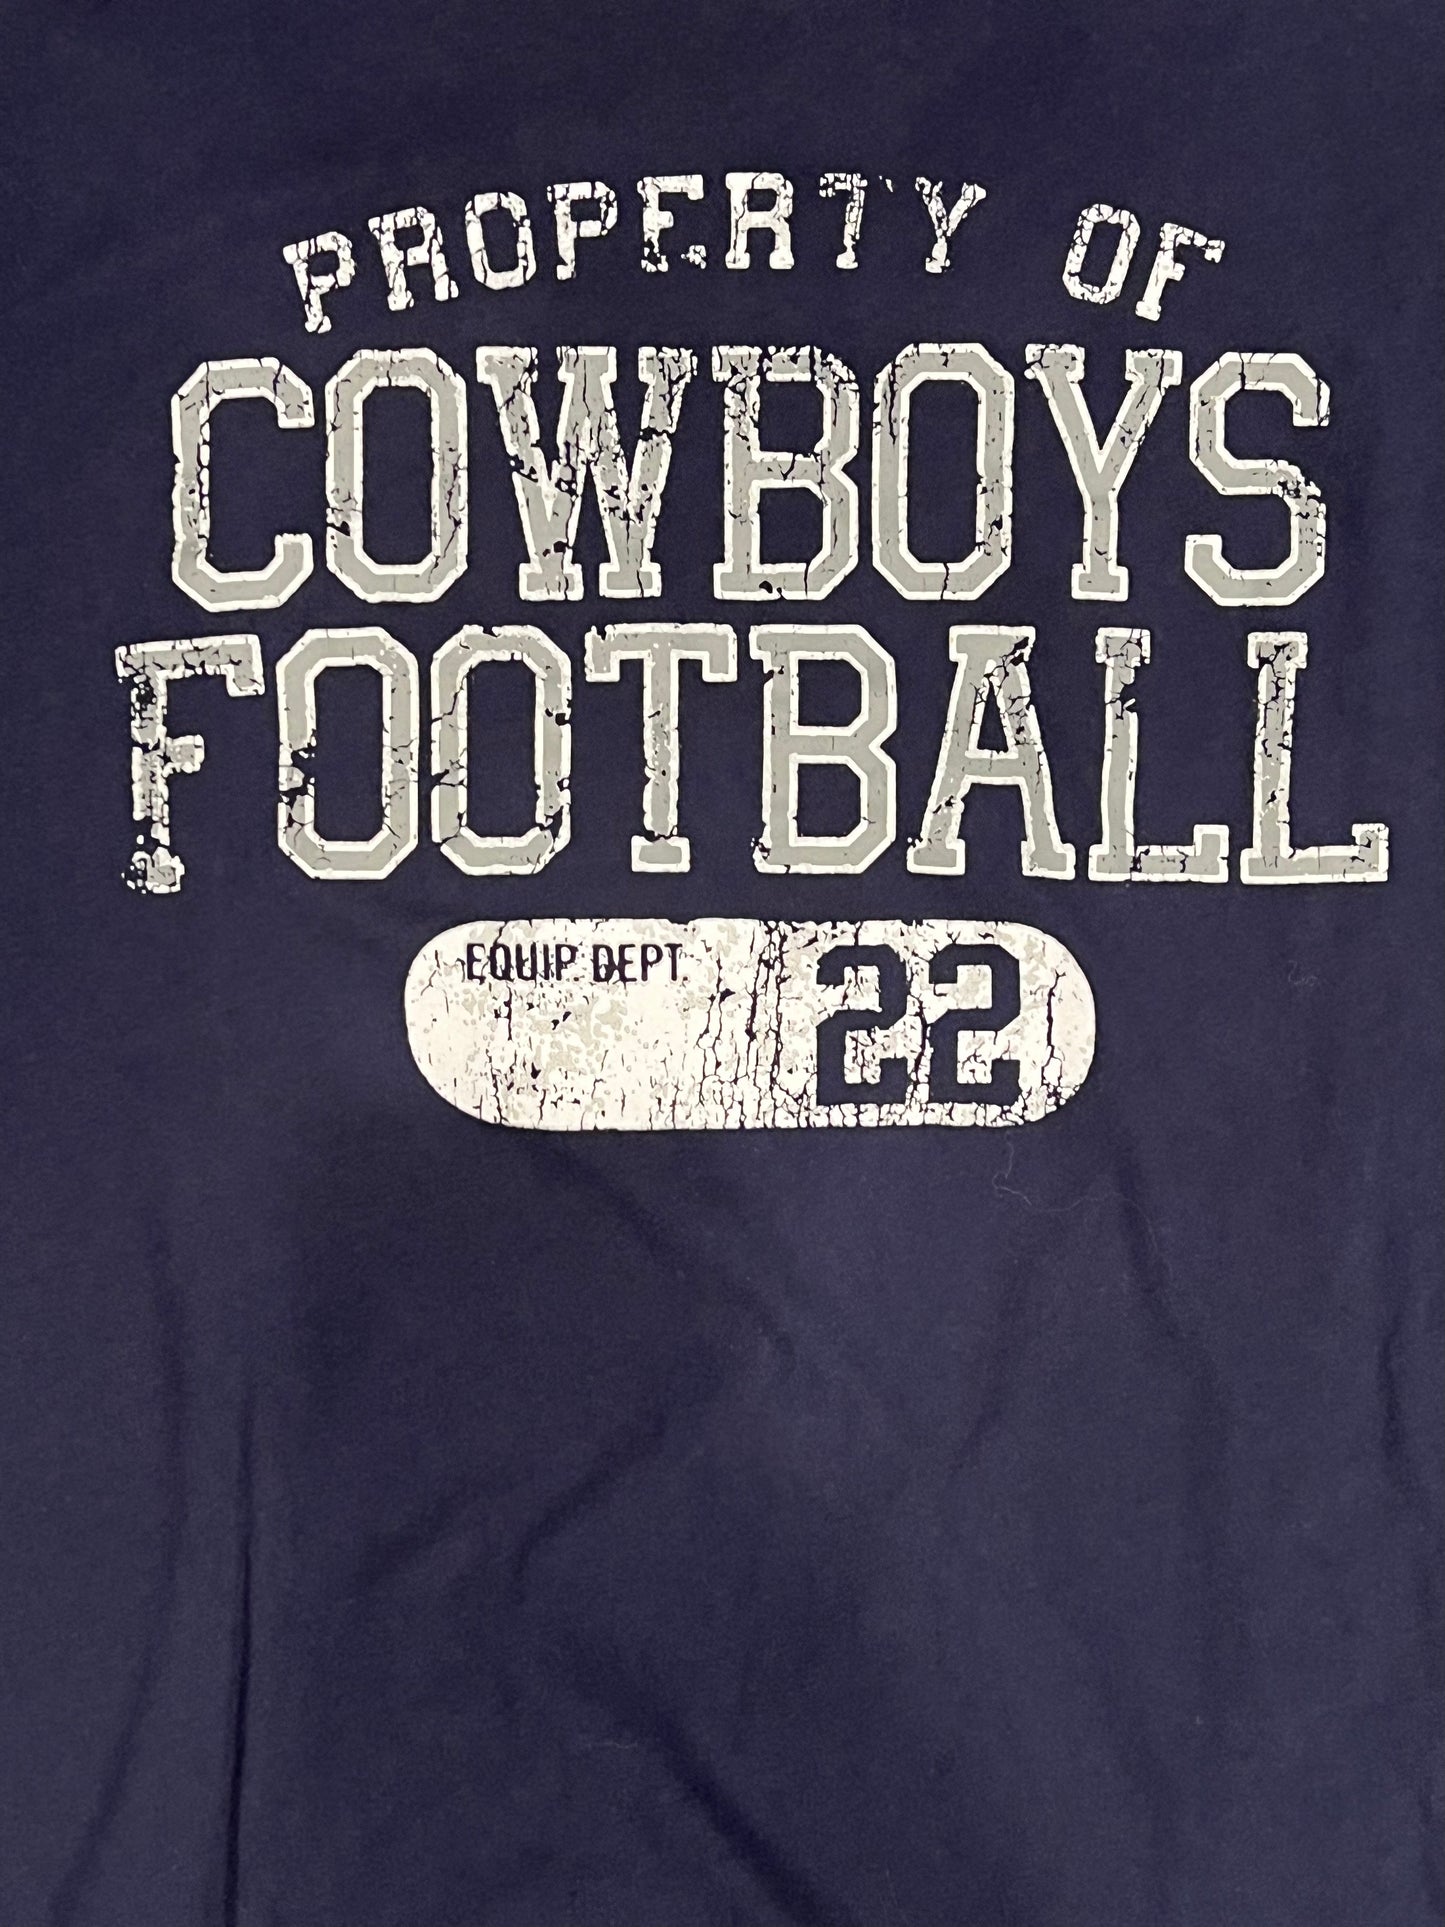 PROPERTY OF
COWBOYS
FOOTBALL
EQUIP. DEPT.
22